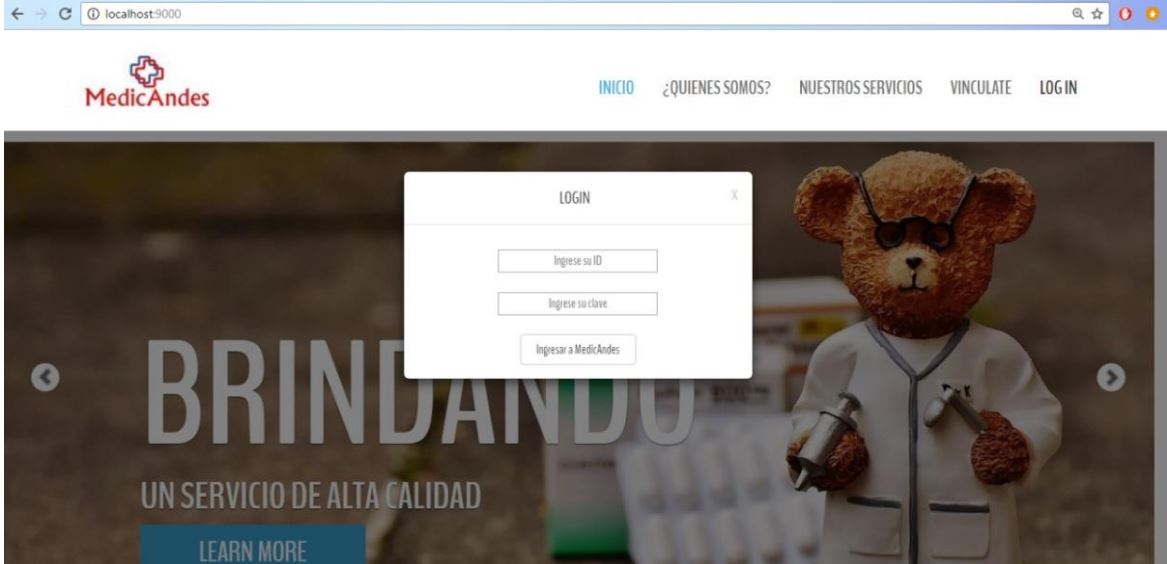 localhost:9000
MedicAndes
INICIO ¿QUIENES SOMOS? NUESTROS SERVICIOS VINCULATE LOG IN
LOGIN X
Ingrese su ID
Ingrese su clave
Ingresar a MedicAndes
BRINDANDO
UN SERVICIO DE ALTA CALIDAD
LEARN MORE